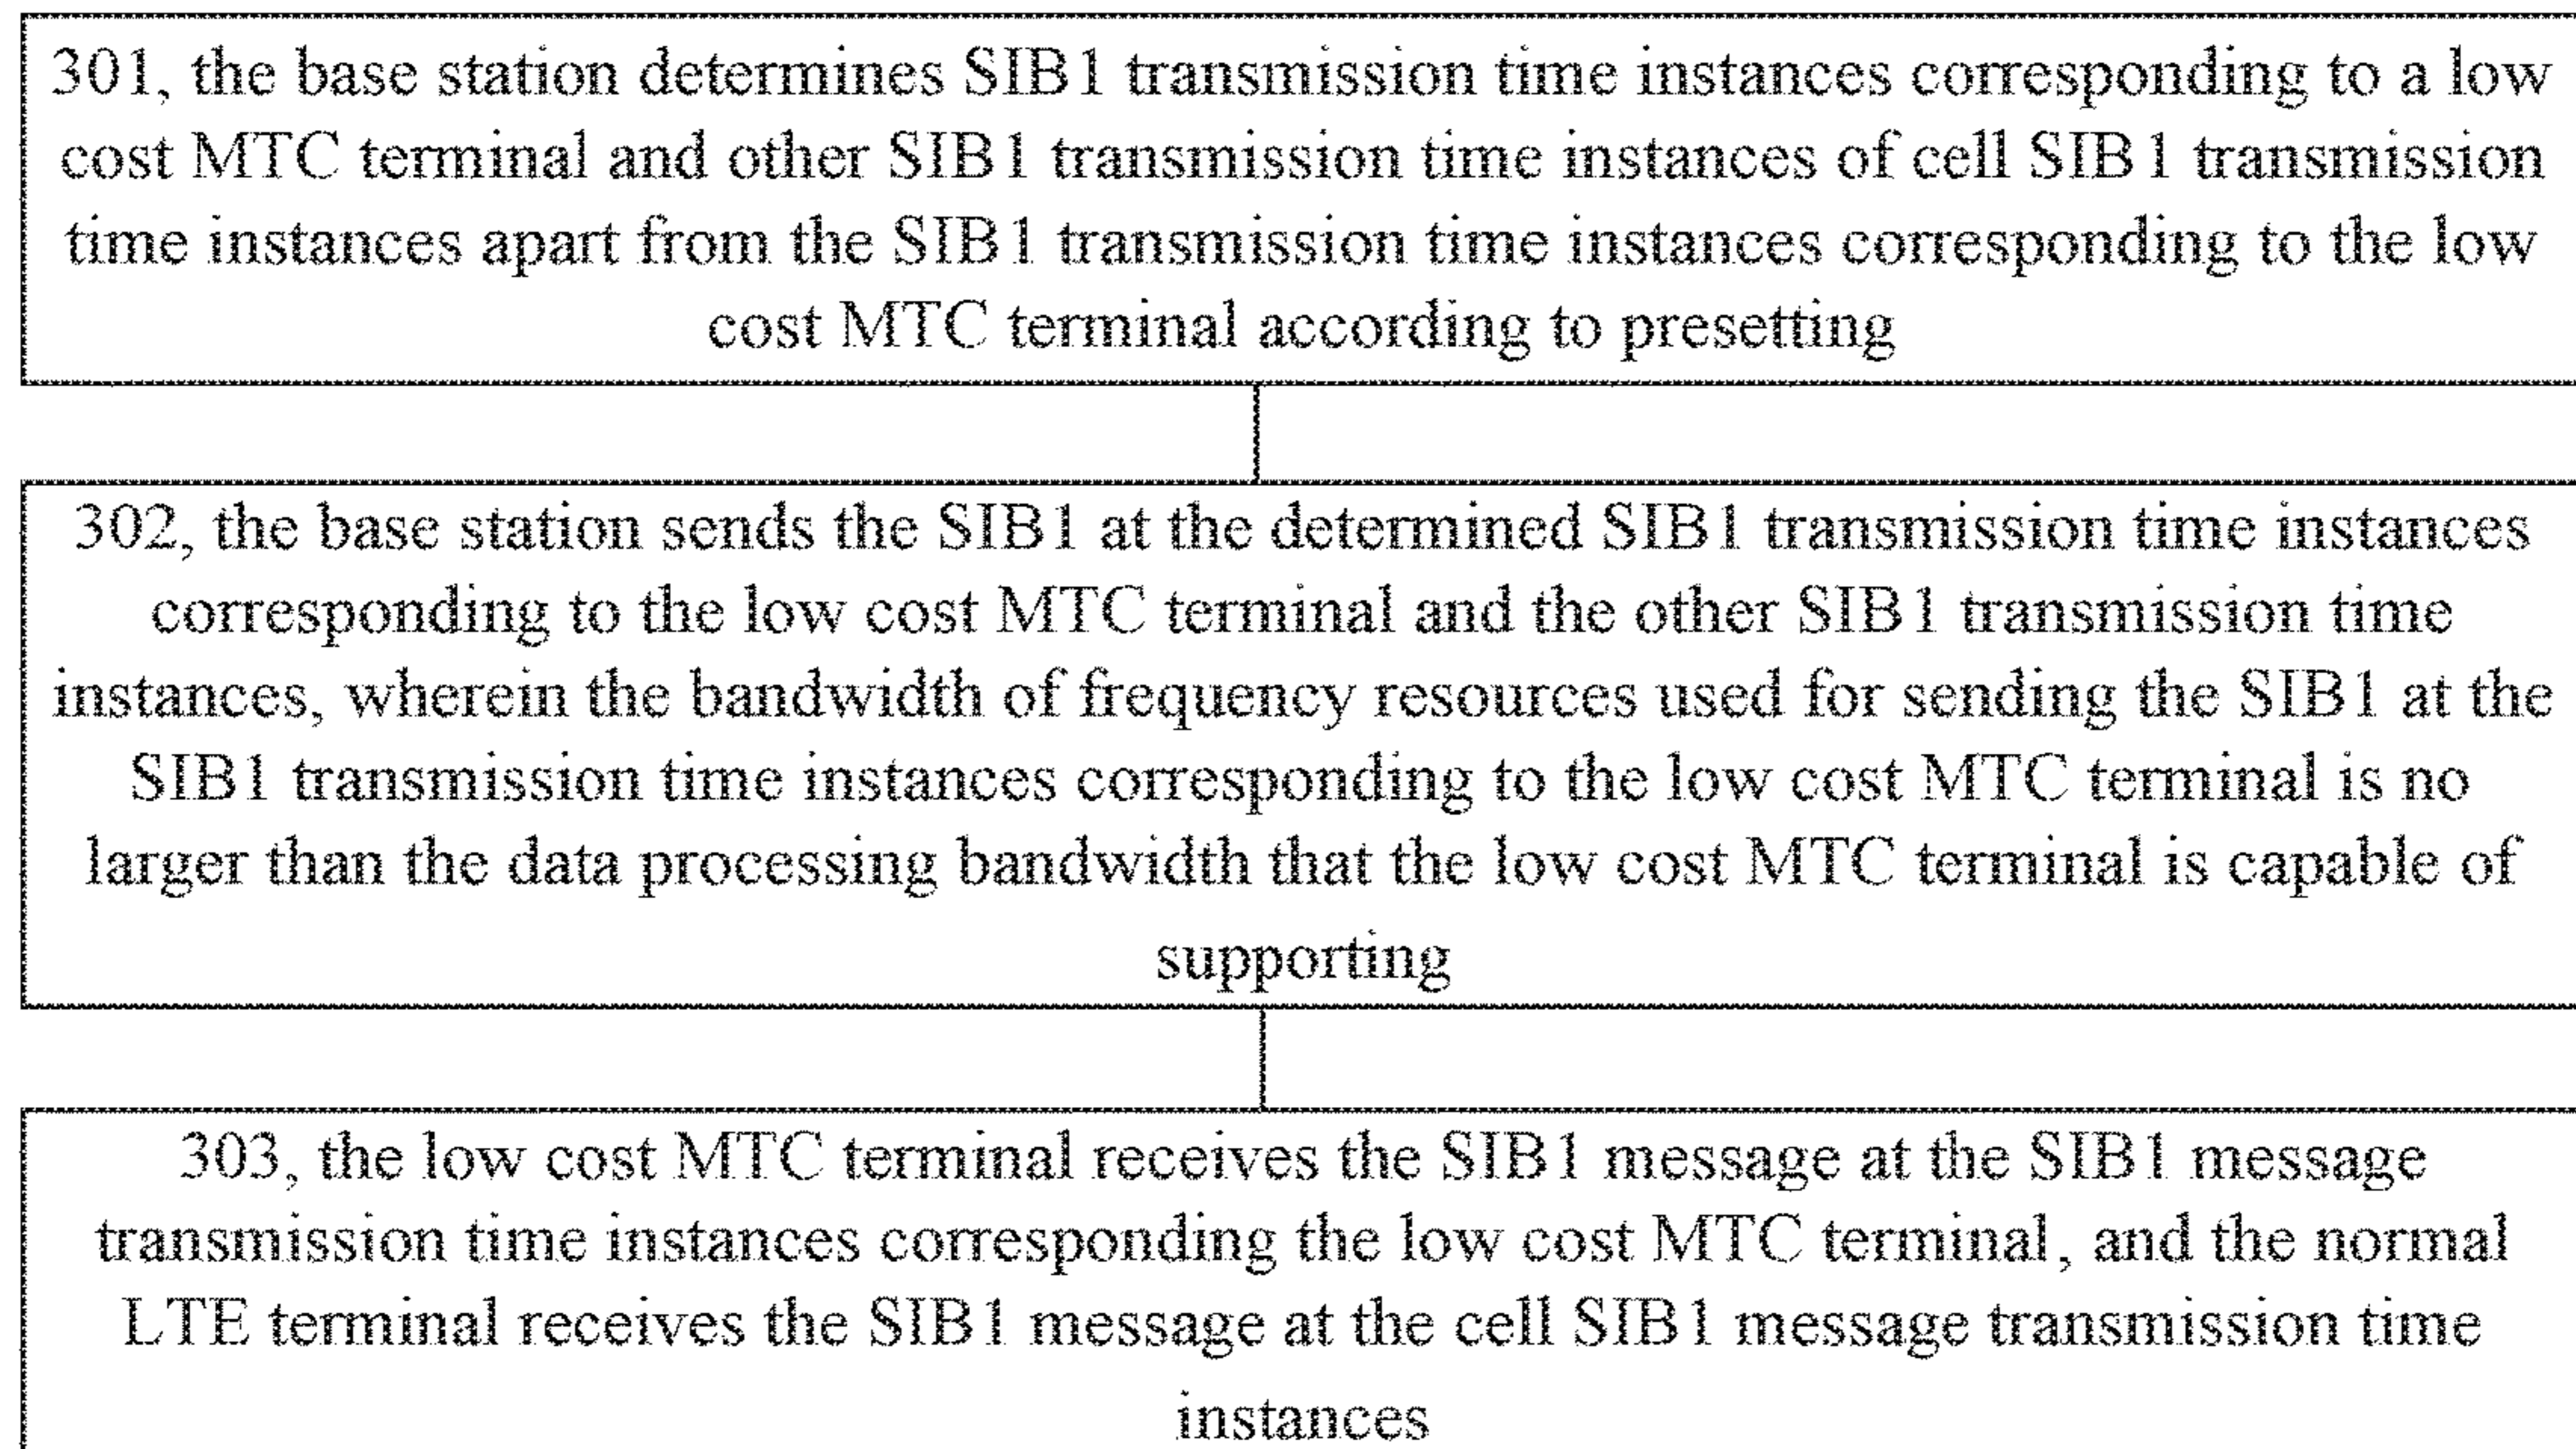 301, the base station determines SIB1 transmission time instances corresponding to a low
cost MTC terminal and other SIB1 transmission time instances of cell SIB1 transmission
time instances apart from the SIB1 transmission time instances corresponding to the low
cost MTC terminal according to presetting
302, the base station sends the SIB1 at the determined SIB1 transmission time instances
corresponding to the low cost MTC terminal and the other SIB1 transmission time
instances, wherein the bandwidth of frequency resources used for sending the SIB1 at the
SIB1 transmission time instances corresponding to the low cost MTC terminal is no
larger than the data processing bandwidth that the low cost MTC terminal is capable of
supporting
303, the low cost MTC terminal receives the SIB1 message at the SIB1 message
transmission time instances corresponding the low cost MTC terminal, and the normal
LTE terminal receives the SIB1 message at the cell SIB1 message transmission time
instances